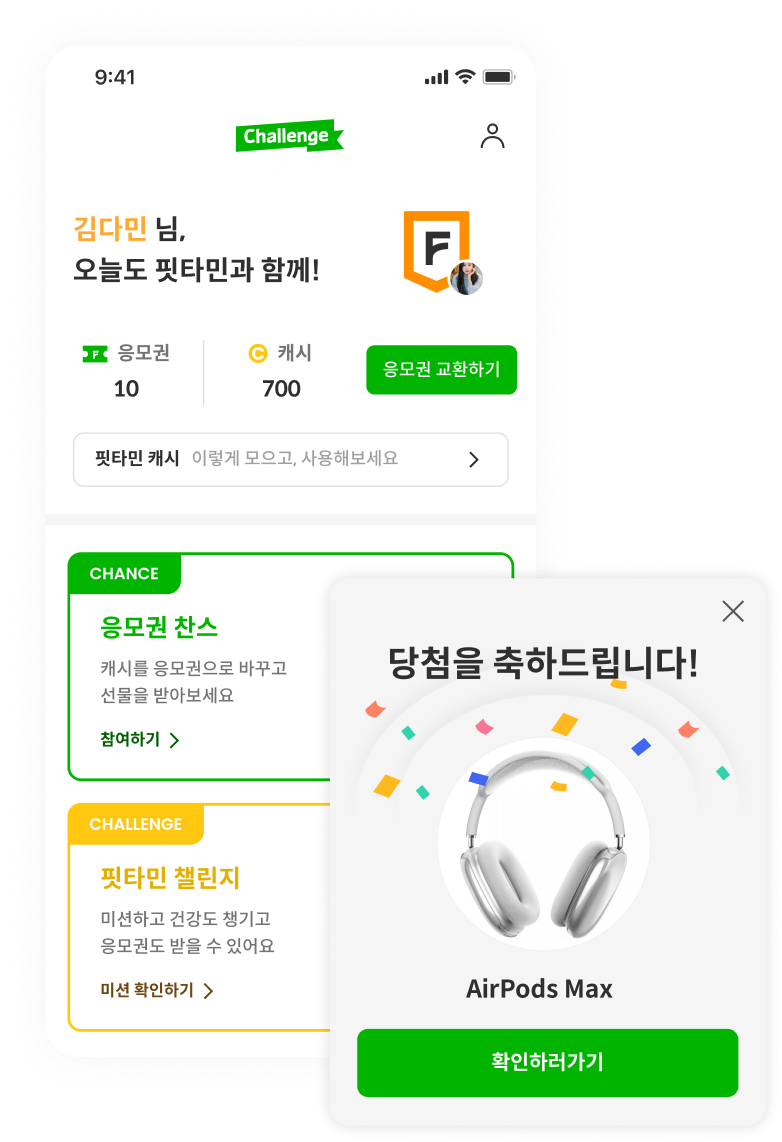 9:41
Challenge
김다민 님,
오늘도 핏타민과 함께!
F
F 응모권
10
C 캐시
700
응모권 교환하기
핏타민 캐시 이렇게 모으고, 사용해보세요
CHANCE
응모권 찬스
캐시를 응모권으로 바꾸고
선물을 받아보세요
참여하기
CHALLENGE
핏타민 챌린지
미션하고 건강도 챙기고
응모권도 받을 수 있어요
미션 확인하기
당첨을 축하드립니다!
AirPods Max
확인하러가기